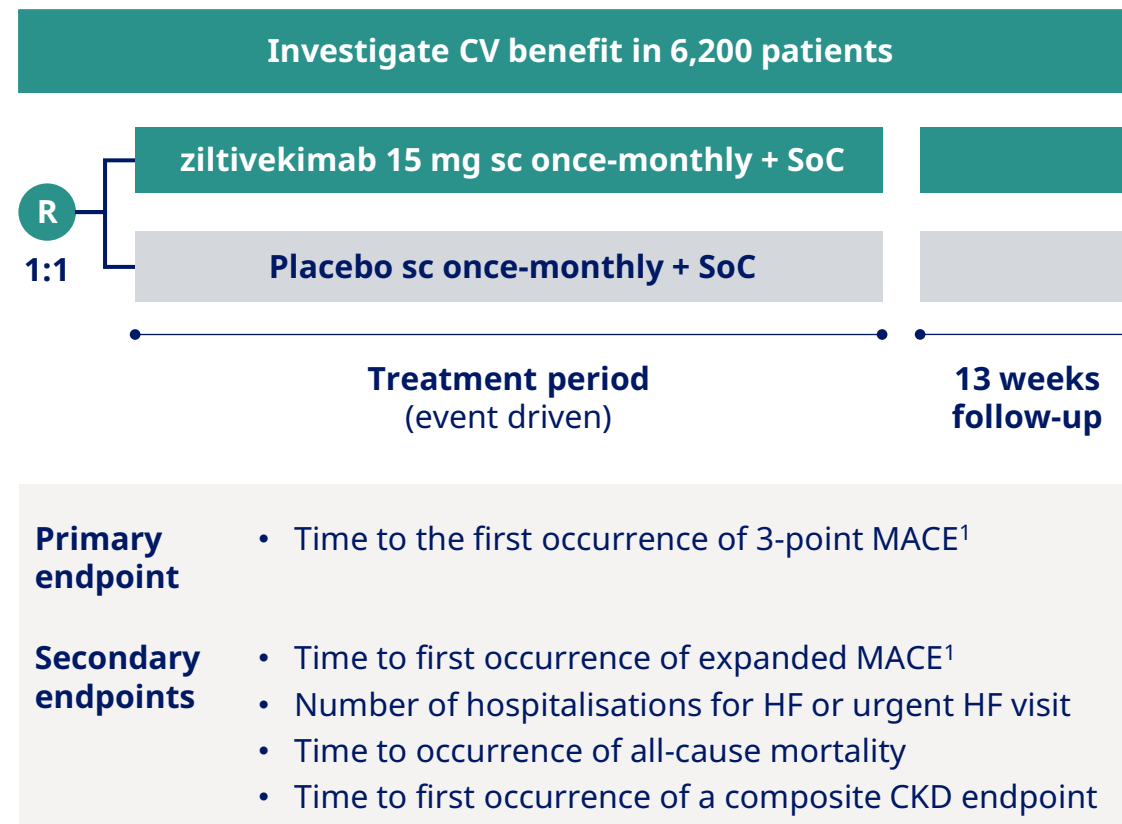 Investigate CV benefit in 6,200 patients
ziltivekimab 15 mg sc once-monthly + SoC
R
1:1
Placebo sc once-monthly + SoC
Treatment period
(event driven)
13 weeks
follow-up
Primary
endpoint
• Time to the first occurrence of 3-point MACE¹
Secondary
endpoints
• Time to first occurrence of expanded MACE¹
• Number of hospitalisations for HF or urgent HF visit
• Time to occurrence of all-cause mortality
• Time to first occurrence of a composite CKD endpoint